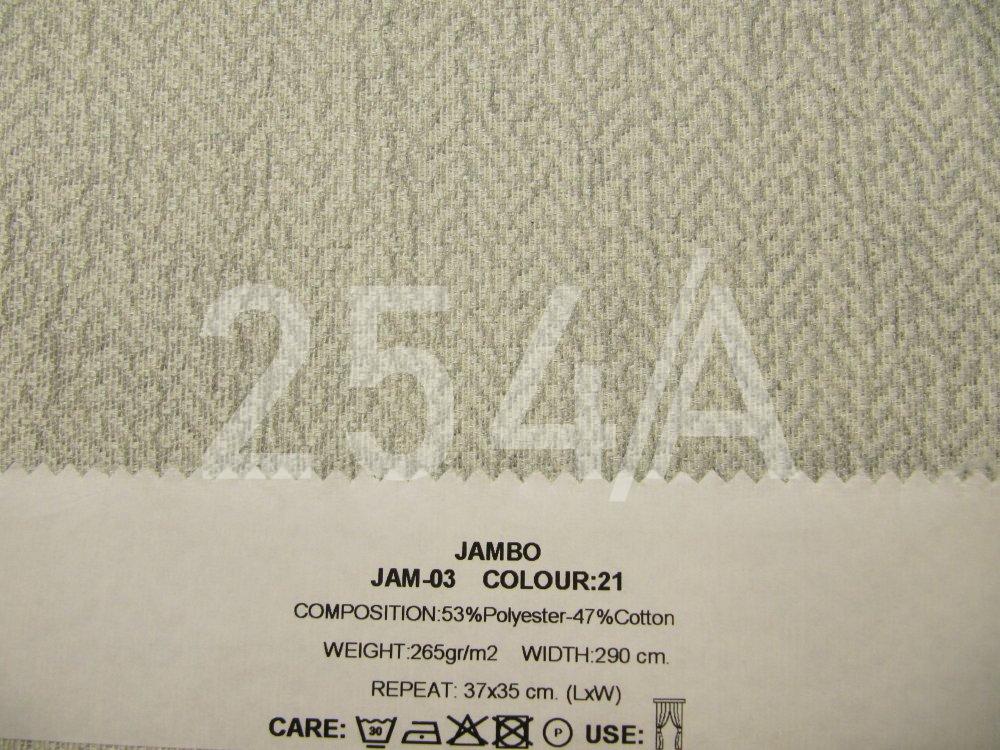 254/A
JAMBO
JAM-03 COLOUR:21
COMPOSITION:53%Polyester-47%Cotton
WEIGHT:265gr/m2 WIDTH:290 cm.
REPEAT: 37x35 cm. (LxW)
CARE: 30 P USE: